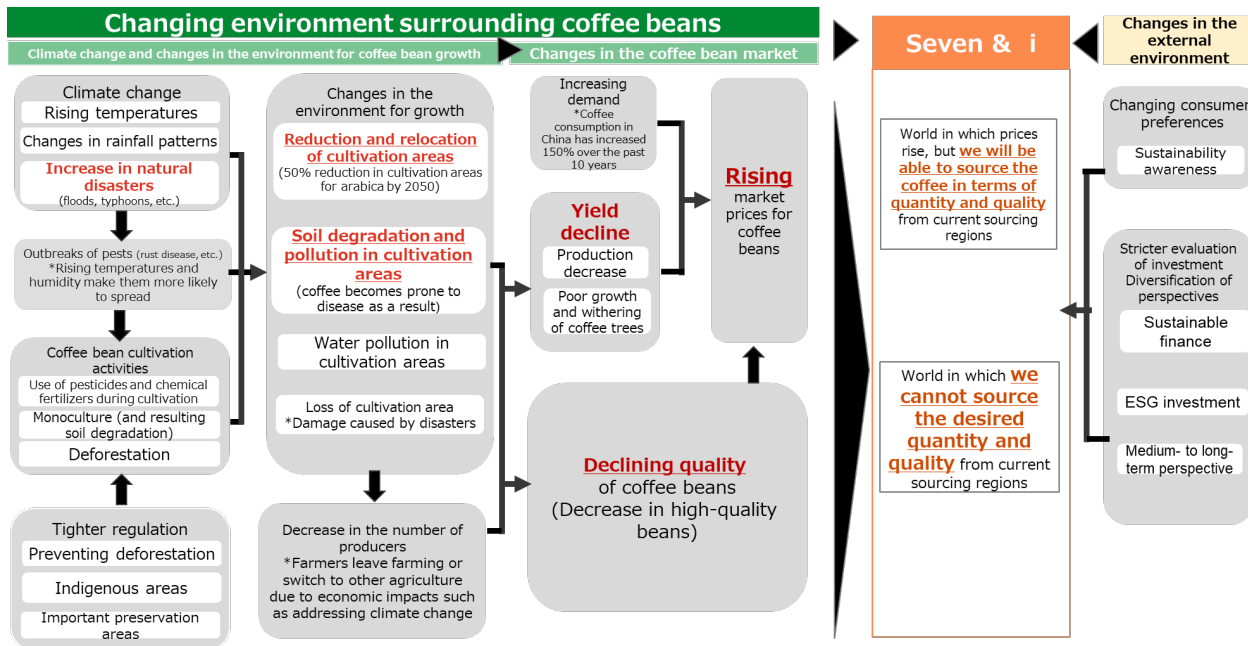 Changing environment surrounding coffee beans
Climate change and changes in the environment for coffee bean growth
Changes in the coffee bean market
Climate change
Rising temperatures
Changes in rainfall patterns
Increase in natural
disasters
(floods, typhoons, etc.)
Outbreaks of pests (rust disease, etc.)
*Rising temperatures and
humidity make them more likely
to spread
Coffee bean cultivation
activities
Use of pesticides and chemical
fertilizers during cultivation
Monoculture (and resulting
soil degradation)
Deforestation
Tighter regulation
Preventing deforestation
Indigenous areas
Important preservation
areas
Changes in the
environment for growth
Reduction and relocation
of cultivation areas
(50% reduction in cultivation areas
for arabica by 2050)
Soil degradation and
pollution in cultivation
areas
(coffee becomes prone to
disease as a result)
Water pollution in
cultivation areas
Loss of cultivation area
*Damage caused by disasters
Decrease in the number of
producers
*Farmers leave farming or
switch to other agriculture
due to economic impacts such
as addressing climate change
Increasing
demand
*Coffee
consumption in
China has increased
150% over the past
10 years
Yield
decline
Production
decrease
Poor growth
and withering
of coffee trees
Rising
market
prices for
coffee
beans
Declining quality
of coffee beans
(Decrease in high-quality
beans)
Seven & i
World in which prices
rise, but we will be
able to source the
coffee in terms of
quantity and quality
from current sourcing
regions
World in which we
cannot source
the desired
quantity and
quality from current
sourcing regions
Changes in the
external
environment
Changing consumer
preferences
Sustainability
awareness
Stricter evaluation
of investment
Diversification of
perspectives
Sustainable
finance
ESG investment
Medium- to long-
term perspective